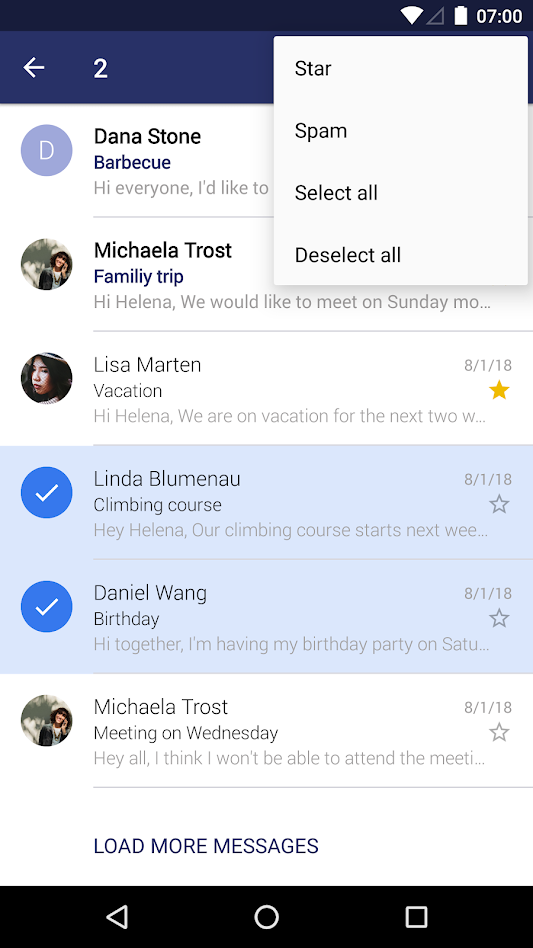 07:00
2
Star
Spam
Select all
Deselect all
D
Dana Stone
Barbecue
Hi everyone, I'd like to
Michaela Trost
Familiy trip
Hi Helena, We would like to meet on Sunday mo...
Lisa Marten 8/1/18
Vacation
Hi Helena, We are on vacation for the next two w...
Linda Blumenau 8/1/18
Climbing course
Hey Helena, Our climbing course starts next wee...
Daniel Wang 8/1/18
Birthday
Hi together, I'm having my birthday party on Satu...
Michaela Trost 8/1/18
Meeting on Wednesday
Hey all, I think I won't be able to attend the meeti...
LOAD MORE MESSAGES